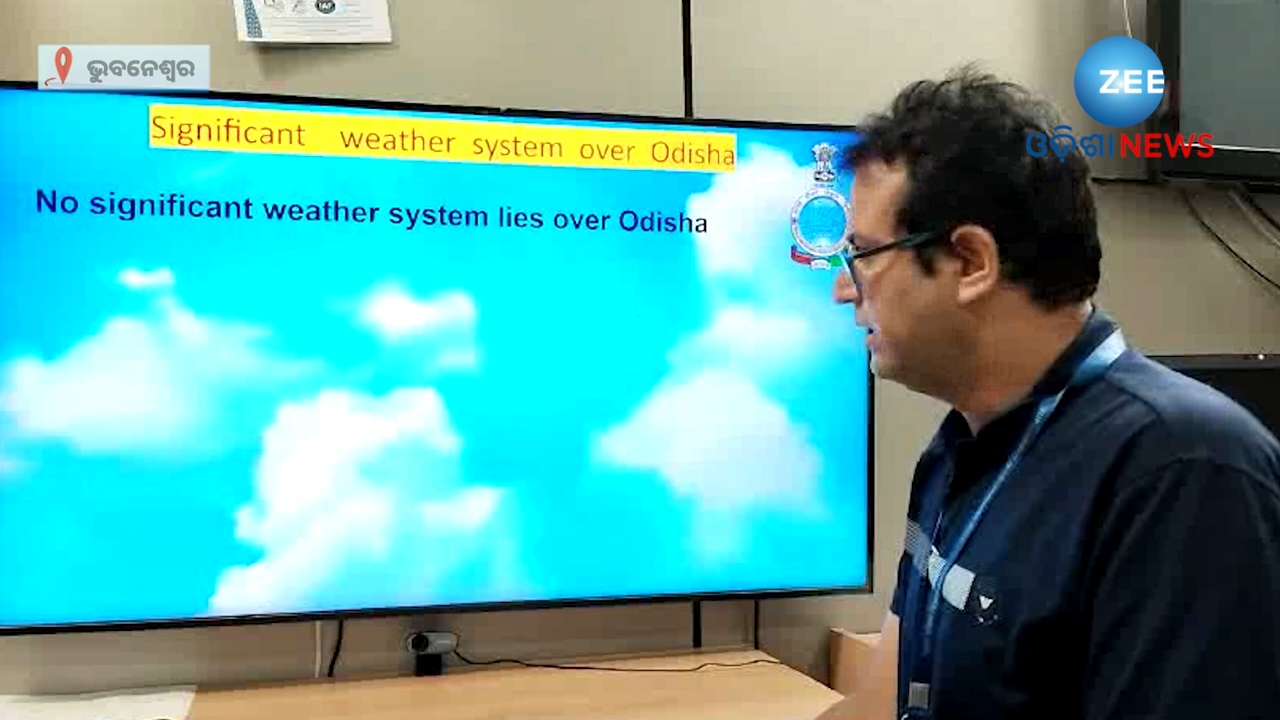 ଭୁବନେଶ୍ୱର
ZEE
ଓଡ଼ିଶା NEWS
Significant weather system over Odisha
No significant weather system lies over Odisha